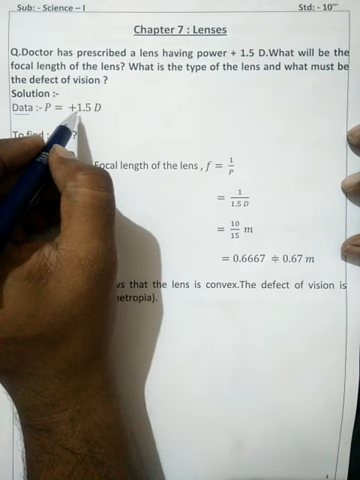 Sub: - Science – I Std: - 10ᵗʰ
Chapter 7 : Lenses
Q.Doctor has prescribed a lens having power + 1.5 D.What will be the
focal length of the lens? What is the type of the lens and what must be
the defect of vision ?
Solution :-
Data :- P = +1.5 D
To find : ?
Focal length of the lens , f = 1/P
= 1/1.5 D
= 10/15 m
= 0.6667 ≑ 0.67 m
that the lens is convex.The defect of vision is